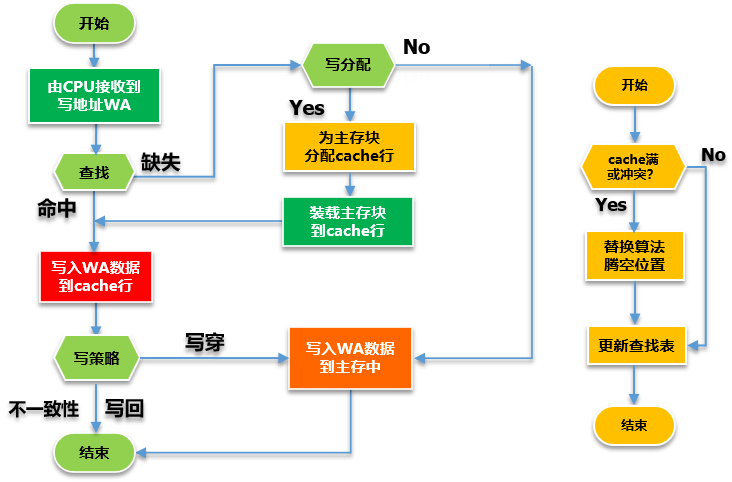 开始
由CPU接收到
写地址WA
查找
缺失
命中
写入WA数据
到cache行
写策略
写穿
不一致性
写回
结束
写分配
No
Yes
为主存块
分配cache行
装载主存块
到cache行
写入WA数据
到主存中
开始
cache满
或冲突?
No
Yes
替换算法
腾空位置
更新查找表
结束